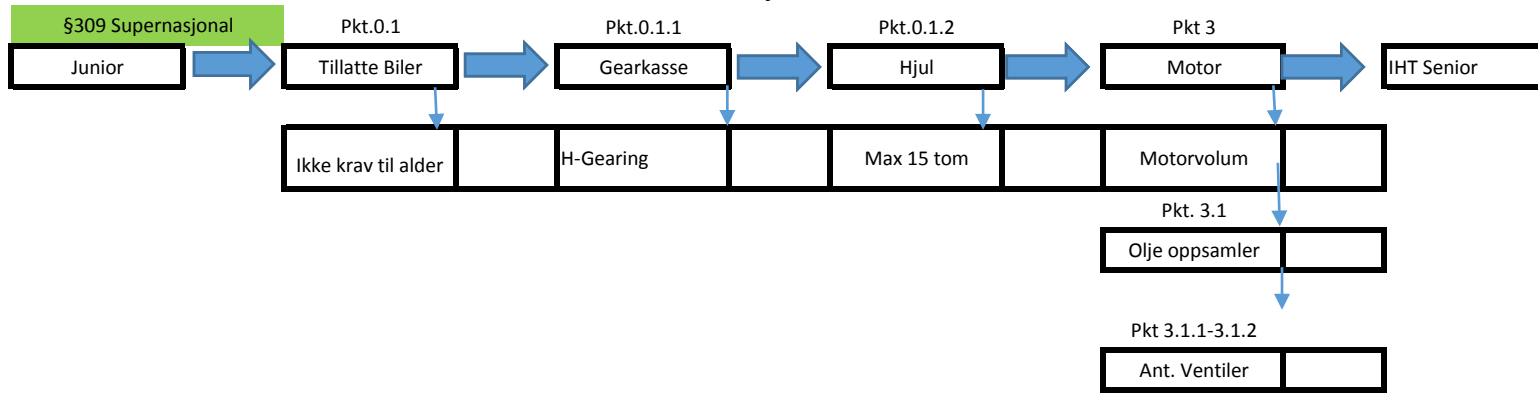 §309 Supernasjonal Pkt.0.1 Pkt.0.1.1 Pkt.0.1.2 Pkt 3
Junior Tillatte Biler Gearkasse Hjul Motor IHT Senior
Ikke krav til alder H-Gearing Max 15 tom Motorvolum
Pkt. 3.1
Olje oppsamler
Pkt 3.1.1-3.1.2
Ant. Ventiler